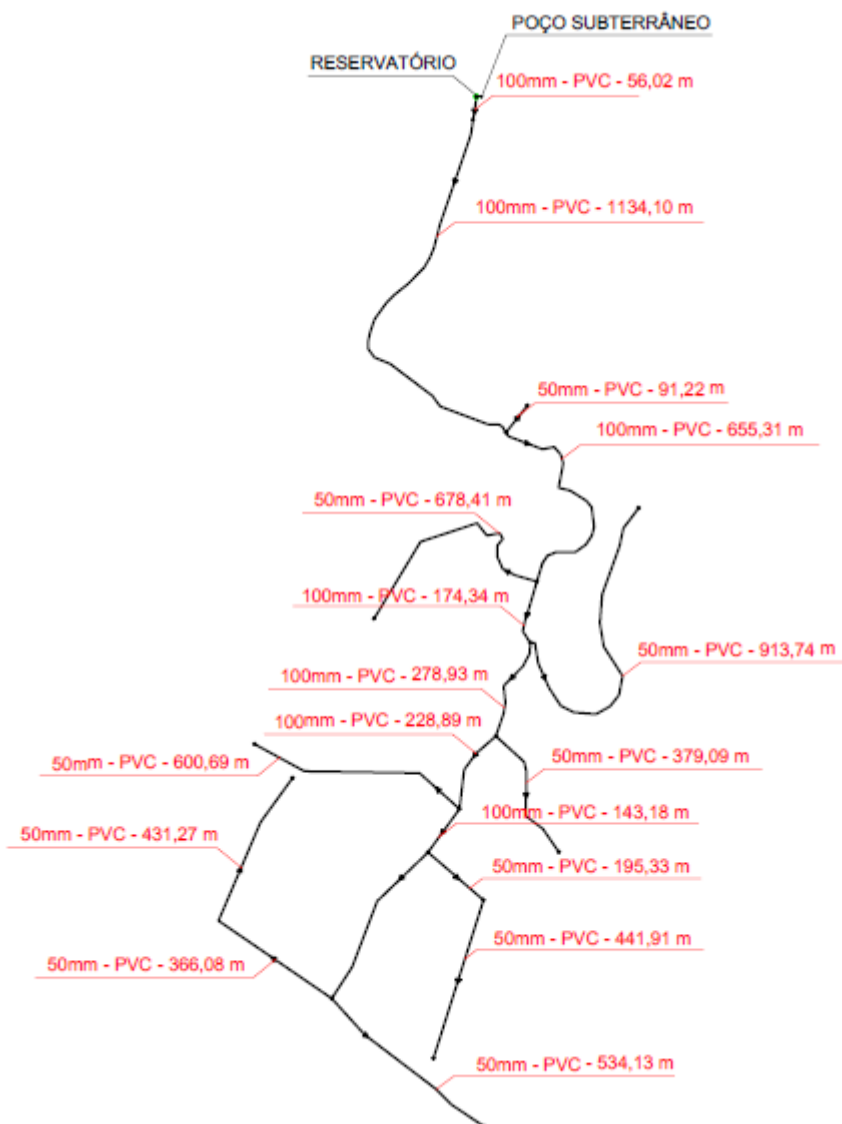 POÇO SUBTERRÂNEO
RESERVATÓRIO
100mm - PVC - 56,02 m
100mm - PVC - 1134,10 m
50mm - PVC - 91,22 m
100mm - PVC - 655,31 m
50mm - PVC - 678,41 m
100mm - PVC - 174,34 m
50mm - PVC - 913,74 m
100mm - PVC - 278,93 m
100mm - PVC - 228,89 m
50mm - PVC - 600,69 m
50mm - PVC - 379,09 m
100mm - PVC - 143,18 m
50mm - PVC - 431,27 m
50mm - PVC - 195,33 m
50mm - PVC - 441,91 m
50mm - PVC - 366,08 m
50mm - PVC - 534,13 m